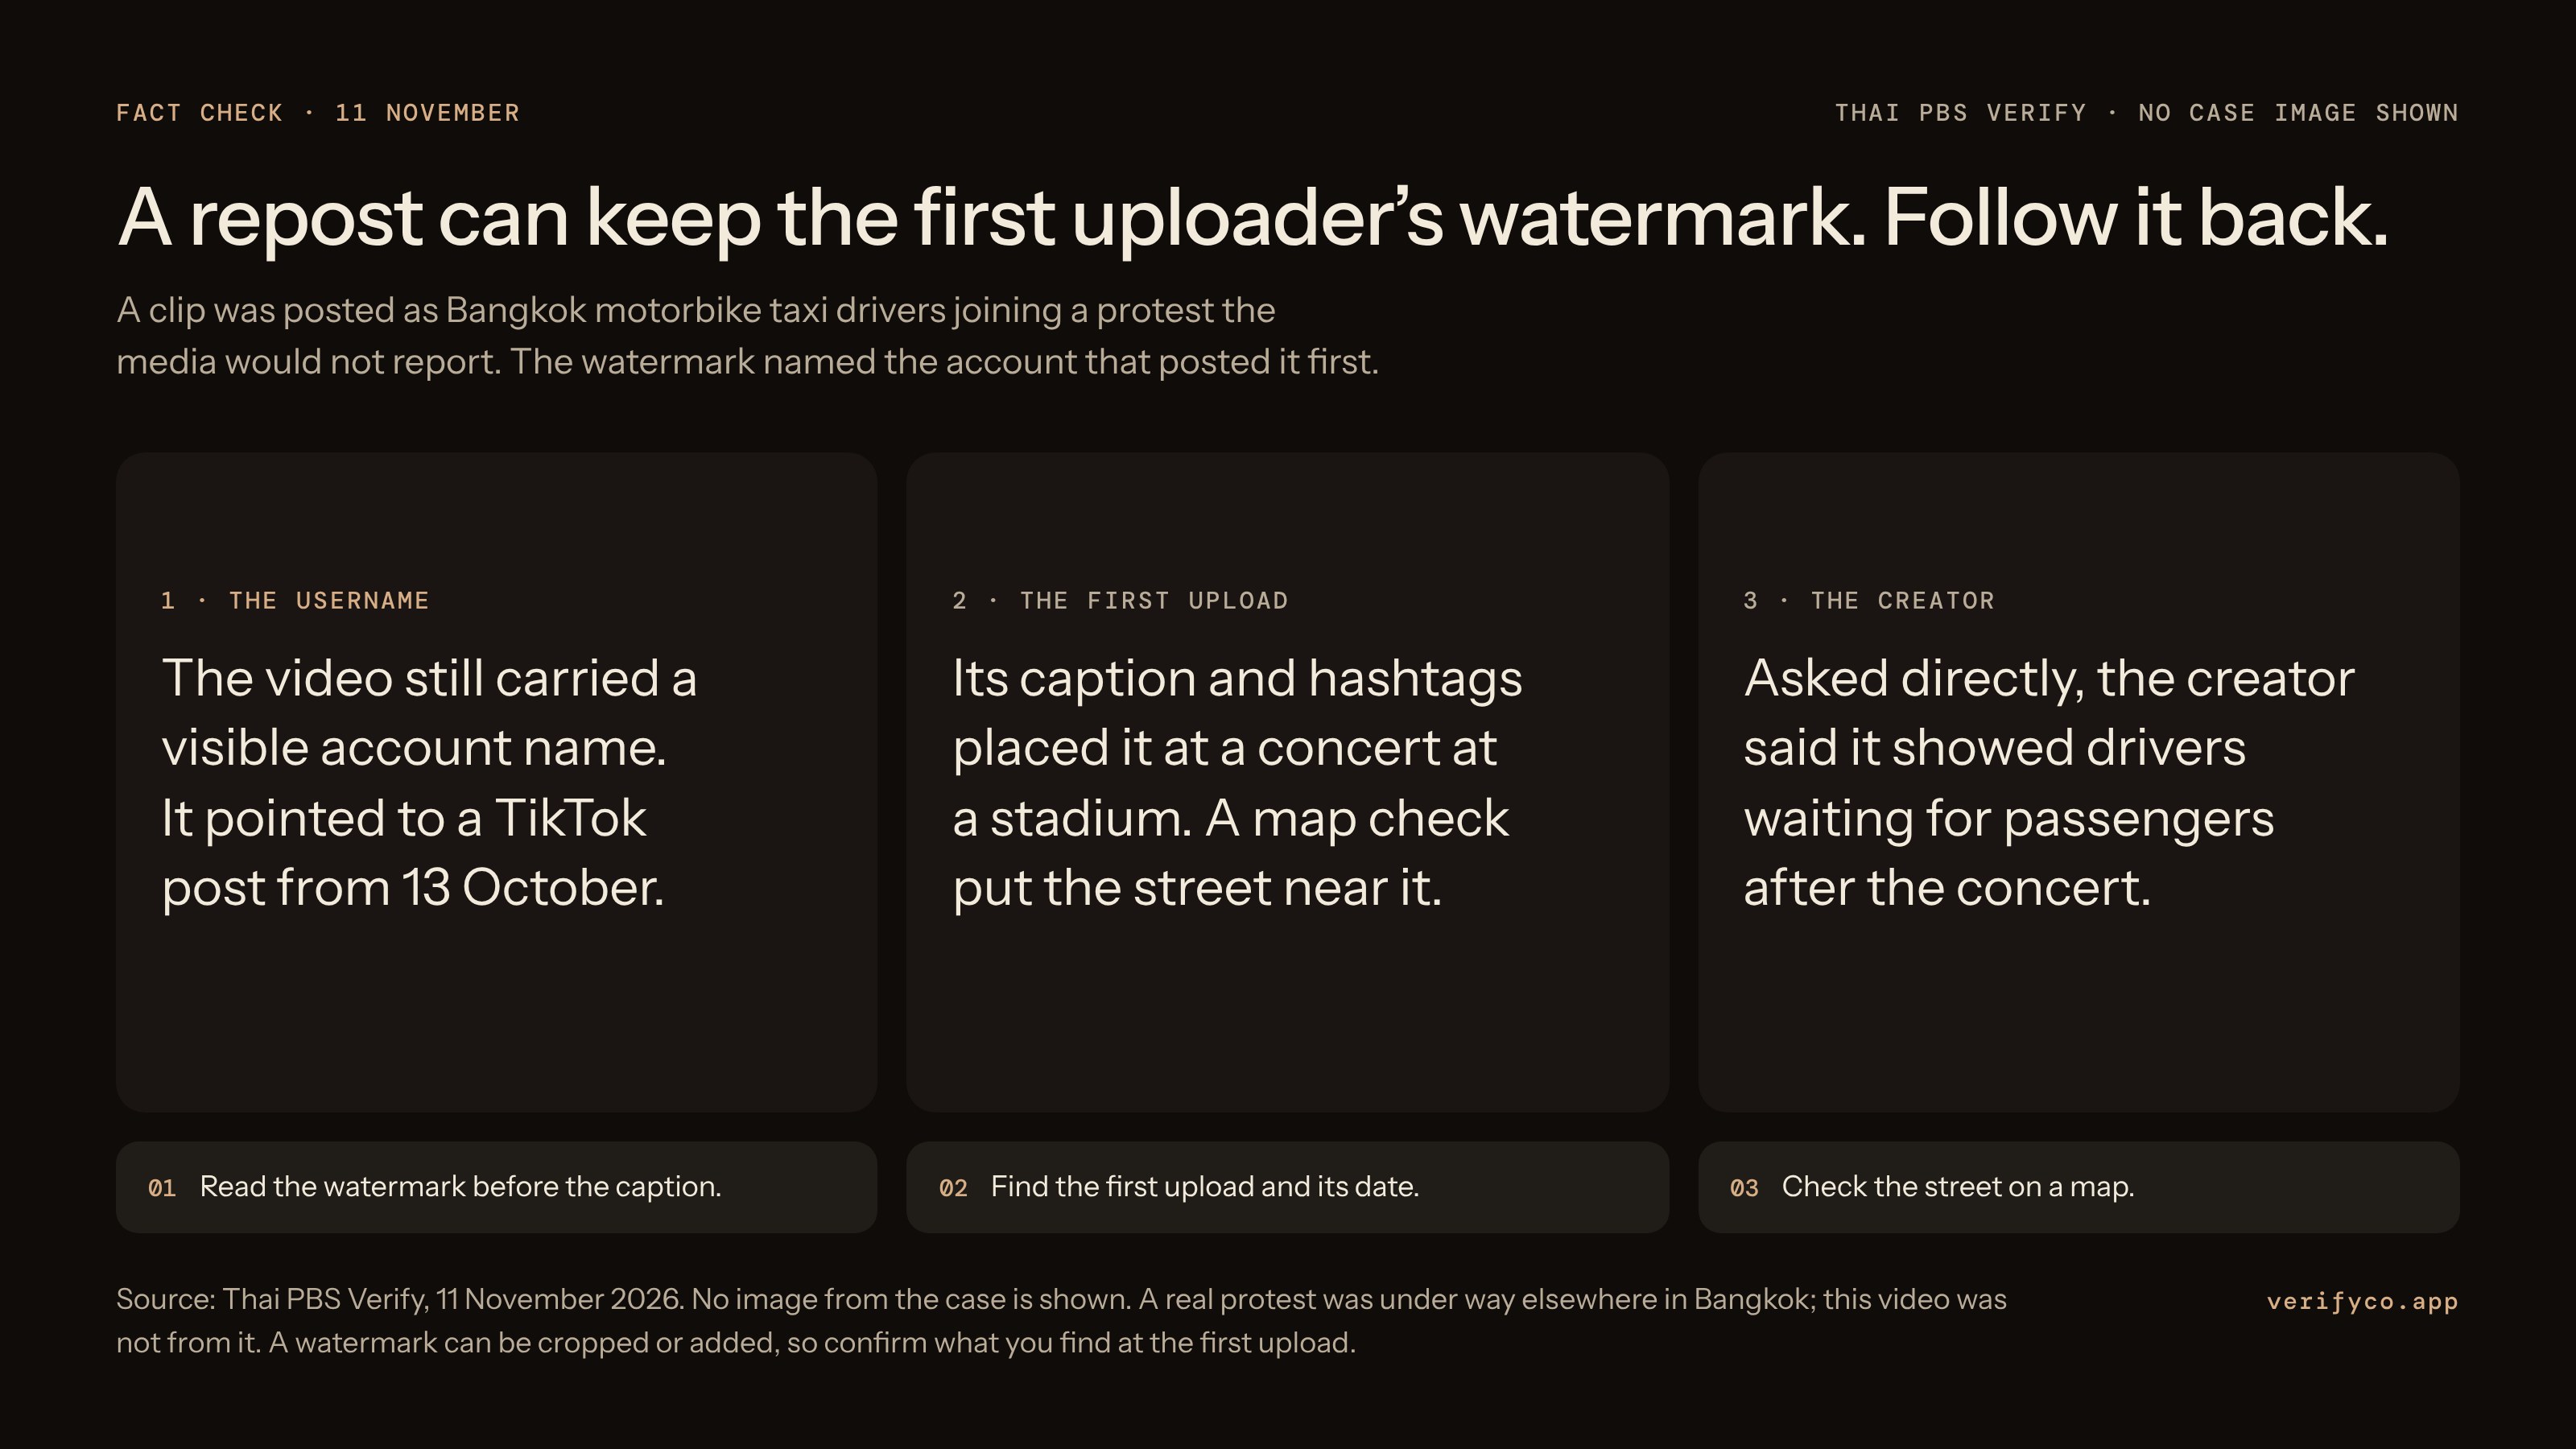 FACT CHECK · 11 NOVEMBER
THAI PBS VERIFY · NO CASE IMAGE SHOWN
A repost can keep the first uploader’s watermark. Follow it back.
A clip was posted as Bangkok motorbike taxi drivers joining a protest the
media would not report. The watermark named the account that posted it first.
1 · THE USERNAME
The video still carried a
visible account name.
It pointed to a TikTok
post from 13 October.
2 · THE FIRST UPLOAD
Its caption and hashtags
placed it at a concert at
a stadium. A map check
put the street near it.
3 · THE CREATOR
Asked directly, the creator
said it showed drivers
waiting for passengers
after the concert.
01 Read the watermark before the caption.
02 Find the first upload and its date.
03 Check the street on a map.
Source: Thai PBS Verify, 11 November 2026. No image from the case is shown. A real protest was under way elsewhere in Bangkok; this video was
not from it. A watermark can be cropped or added, so confirm what you find at the first upload.
verifyco.app